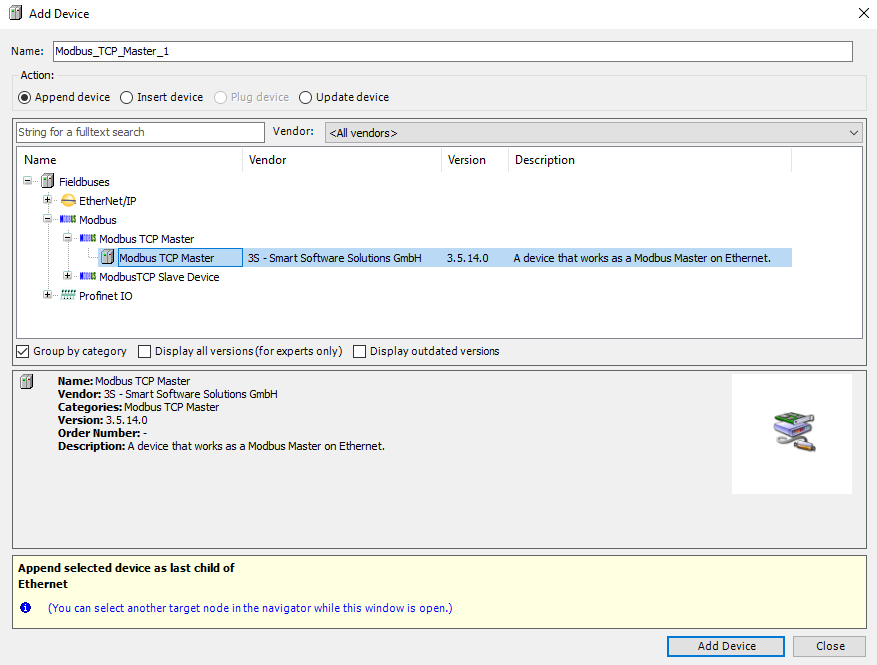 Add Device
Name: Modbus_TCP_Master_1
Action:
Append device Insert device Plug device Update device
String for a fulltext search Vendor: <All vendors>
Name Vendor Version Description
Fieldbuses
EtherNet/IP
Modbus
Modbus TCP Master
Modbus TCP Master 3S - Smart Software Solutions GmbH 3.5.14.0 A device that works as a Modbus Master on Ethernet.
ModbusTCP Slave Device
Profinet IO
Group by category Display all versions (for experts only) Display outdated versions
Name: Modbus TCP Master
Vendor: 3S - Smart Software Solutions GmbH
Categories: Modbus TCP Master
Version: 3.5.14.0
Order Number: -
Description: A device that works as a Modbus Master on Ethernet.
Append selected device as last child of
Ethernet
(You can select another target node in the navigator while this window is open.)
Add Device Close